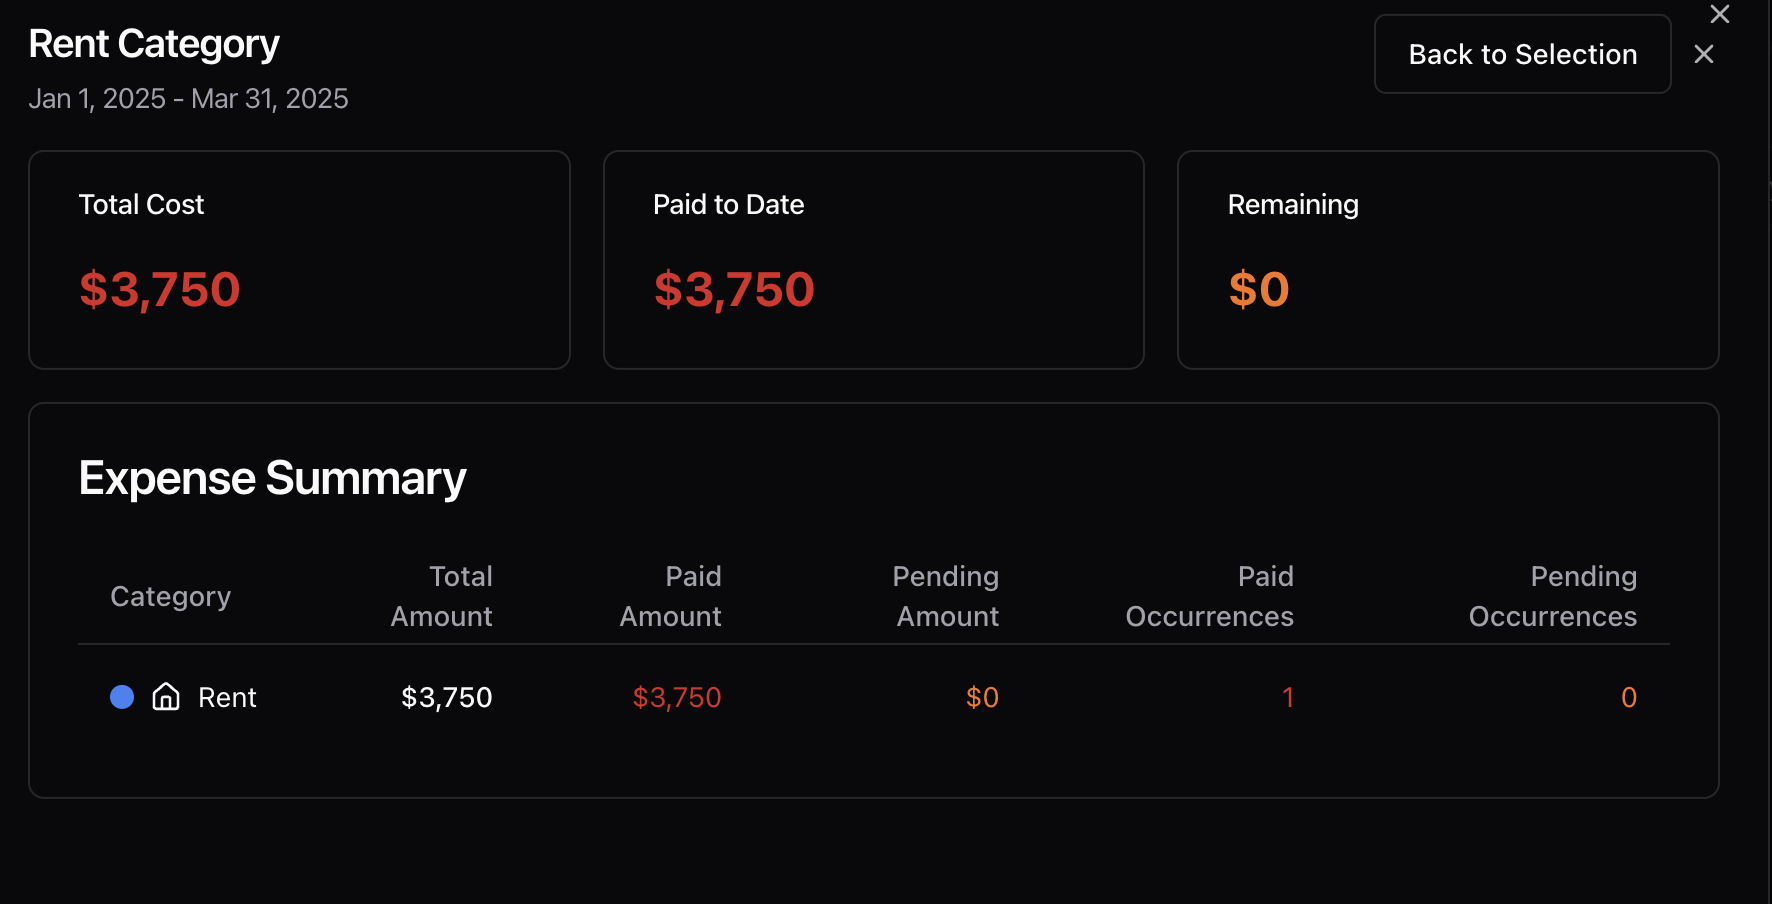 Rent Category
Jan 1, 2025 - Mar 31, 2025
Back to Selection
Total Cost
$3,750
Paid to Date
$3,750
Remaining
$0
Expense Summary
Category
Total Amount
Paid Amount
Pending Amount
Paid Occurrences
Pending Occurrences
Rent $3,750 $3,750 $0 1 0